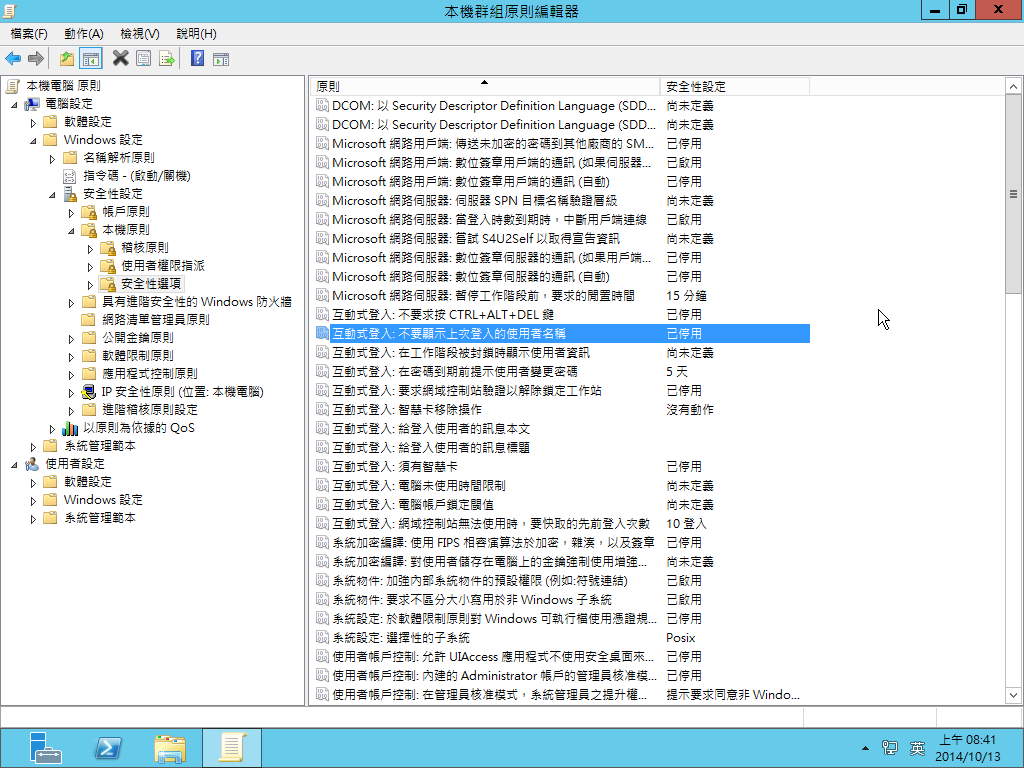 本機群組原則編輯器
檔案(F) 動作(A) 檢視(V) 說明(H)
本機電腦 原則
電腦設定
軟體設定
Windows 設定
名稱解析原則
指令碼 - (啟動/關機)
安全性設定
帳戶原則
本機原則
稽核原則
使用者權限指派
安全性選項
具有進階安全性的 Windows 防火牆
網路清單管理員原則
公開金鑰原則
軟體限制原則
應用程式控制原則
IP 安全性原則 (位置: 本機電腦)
進階稽核原則設定
以原則為依據的 QoS
系統管理範本
使用者設定
軟體設定
Windows 設定
系統管理範本
原則 安全性設定
DCOM: 以 Security Descriptor Definition Language (SDD... 尚未定義
DCOM: 以 Security Descriptor Definition Language (SDD... 尚未定義
Microsoft 網路用戶端: 傳送未加密的密碼到其他廠商的 SM... 已停用
Microsoft 網路用戶端: 數位簽章用戶端的通訊 (如果伺服器... 已啟用
Microsoft 網路用戶端: 數位簽章用戶端的通訊 (自動) 已停用
Microsoft 網路伺服器: 伺服器 SPN 目標名稱驗證層級 尚未定義
Microsoft 網路伺服器: 當登入時數到期時，中斷用戶端連線 已啟用
Microsoft 網路伺服器: 嘗試 S4U2Self 以取得宣告資訊 尚未定義
Microsoft 網路伺服器: 數位簽章伺服器的通訊 (如果用戶端... 已停用
Microsoft 網路伺服器: 數位簽章伺服器的通訊 (自動) 已停用
Microsoft 網路伺服器: 暫停工作階段前，要求的閒置時間 15 分鐘
互動式登入: 不要求按 CTRL+ALT+DEL 鍵 已停用
互動式登入: 不要顯示上次登入的使用者名稱 已停用
互動式登入: 在工作階段被封鎖時顯示使用者資訊 尚未定義
互動式登入: 在密碼到期前提示使用者變更密碼 5 天
互動式登入: 要求網域控制站驗證以解除鎖定工作站 已停用
互動式登入: 智慧卡移除操作 沒有動作
互動式登入: 給登入使用者的訊息本文
互動式登入: 給登入使用者的訊息標題
互動式登入: 須有智慧卡 已停用
互動式登入: 電腦未使用時間限制 尚未定義
互動式登入: 電腦帳戶鎖定閾值 尚未定義
互動式登入: 網域控制站無法使用時，要快取的先前登入次數 10 登入
系統加密編譯: 使用 FIPS 相容演算法於加密，雜湊，以及簽章 已停用
系統加密編譯: 對使用者儲存在電腦上的金鑰強制使用增強... 尚未定義
系統物件: 加強內部系統物件的預設權限 (例如:符號連結) 已啟用
系統物件: 要求不區分大小寫用於非 Windows 子系統 已啟用
系統設定: 於軟體限制原則對 Windows 可執行檔使用憑證規... 已停用
系統設定: 選擇性的子系統 Posix
使用者帳戶控制: 允許 UIAccess 應用程式不使用安全桌面來... 已停用
使用者帳戶控制: 內建的 Administrator 帳戶的管理員核准模... 已停用
使用者帳戶控制: 在管理員核准模式，系統管理員之提升權... 提示要求同意非 Windo...
英
上午 08:41
2014/10/13